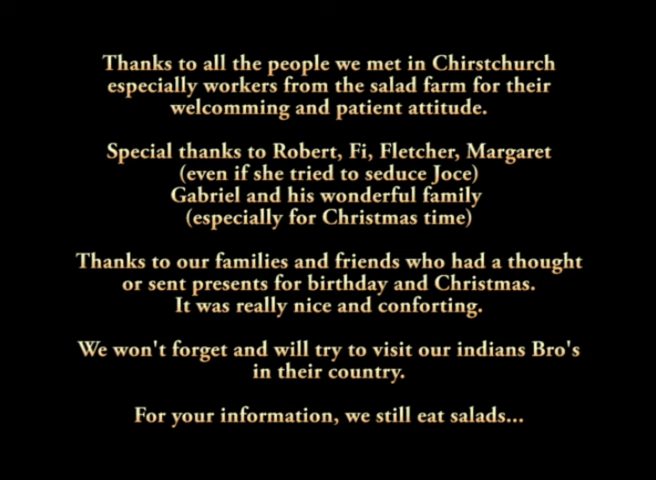 Thanks to all the people we met in Chirstchurch
especially workers from the salad farm for their
welcomming and patient attitude.
Special thanks to Robert, Fi, Fletcher, Margaret
(even if she tried to seduce Joce)
Gabriel and his wonderful family
(especially for Christmas time)
Thanks to our families and friends who had a thought
or sent presents for birthday and Christmas.
It was really nice and conforting.
We won't forget and will try to visit our indians Bro's
in their country.
For your information, we still eat salads...